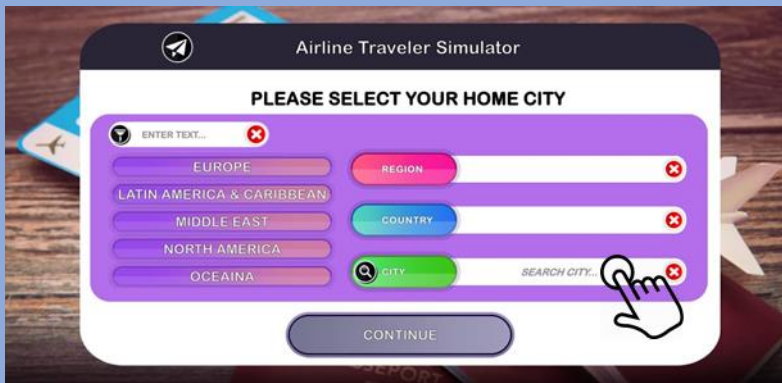 Airline Traveler Simulator
PLEASE SELECT YOUR HOME CITY
ENTER TEXT...
EUROPE
LATIN AMERICA & CARIBBEAN
MIDDLE EAST
NORTH AMERICA
OCEAINA
REGION
COUNTRY
CITY SEARCH CITY...
CONTINUE
SEPORT